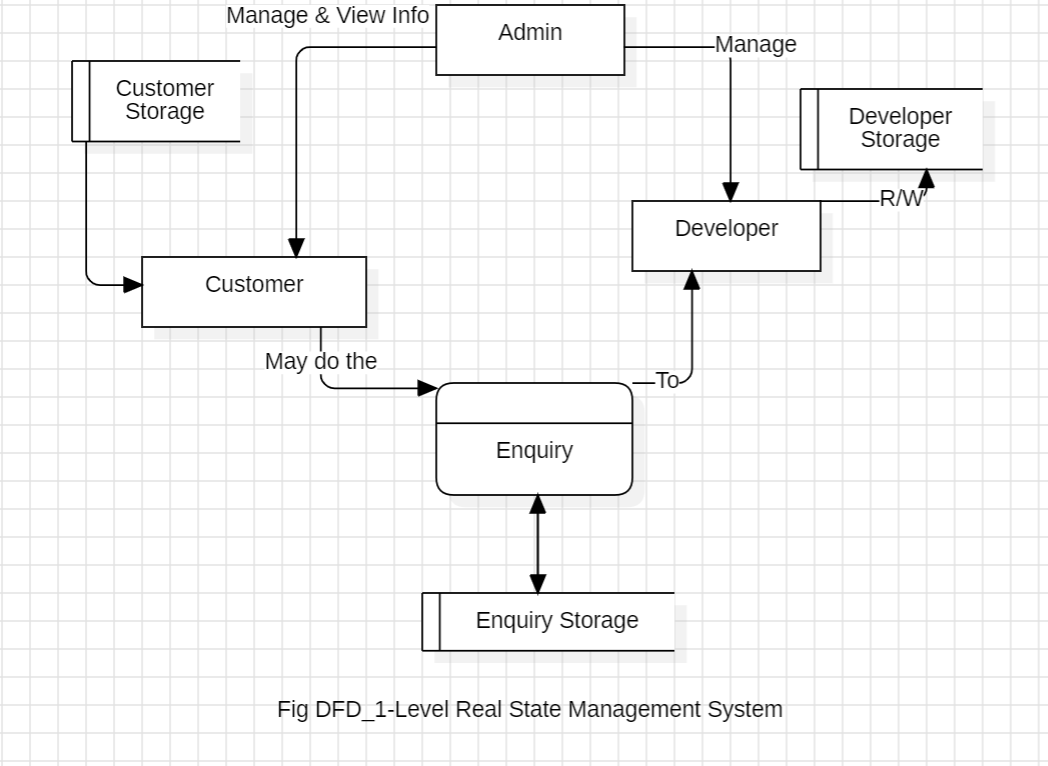 Manage & View Info
Admin
Manage
Customer
Storage
Developer
Storage
R/W
Developer
Customer
May do the
To
Enquiry
Enquiry Storage
Fig DFD_1-Level Real State Management System